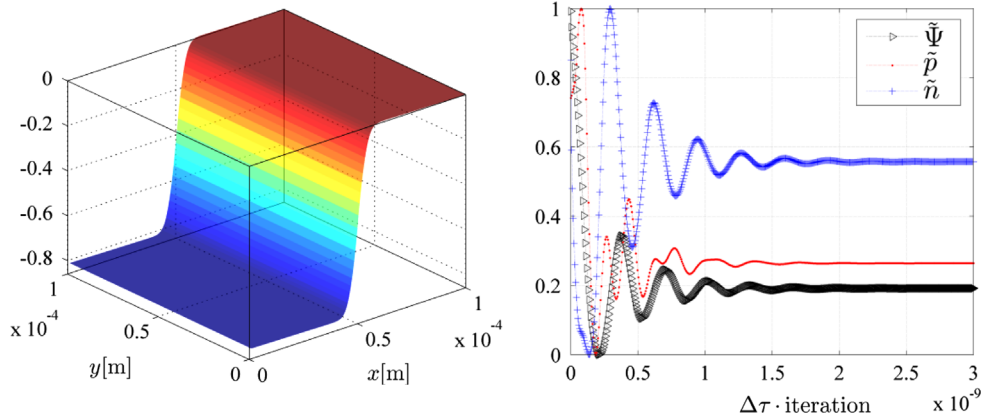 0
-0.2
-0.4
-0.6
-0.8
1
x 10⁻⁴
0.5
0
y[m]
0
0.5
1
x 10⁻⁴
x[m]
1
0.8
0.6
0.4
0.2
0
Ψ̃
p̃
ñ
0 0.5 1 1.5 2 2.5 3
x 10⁻⁹
Δτ · iteration